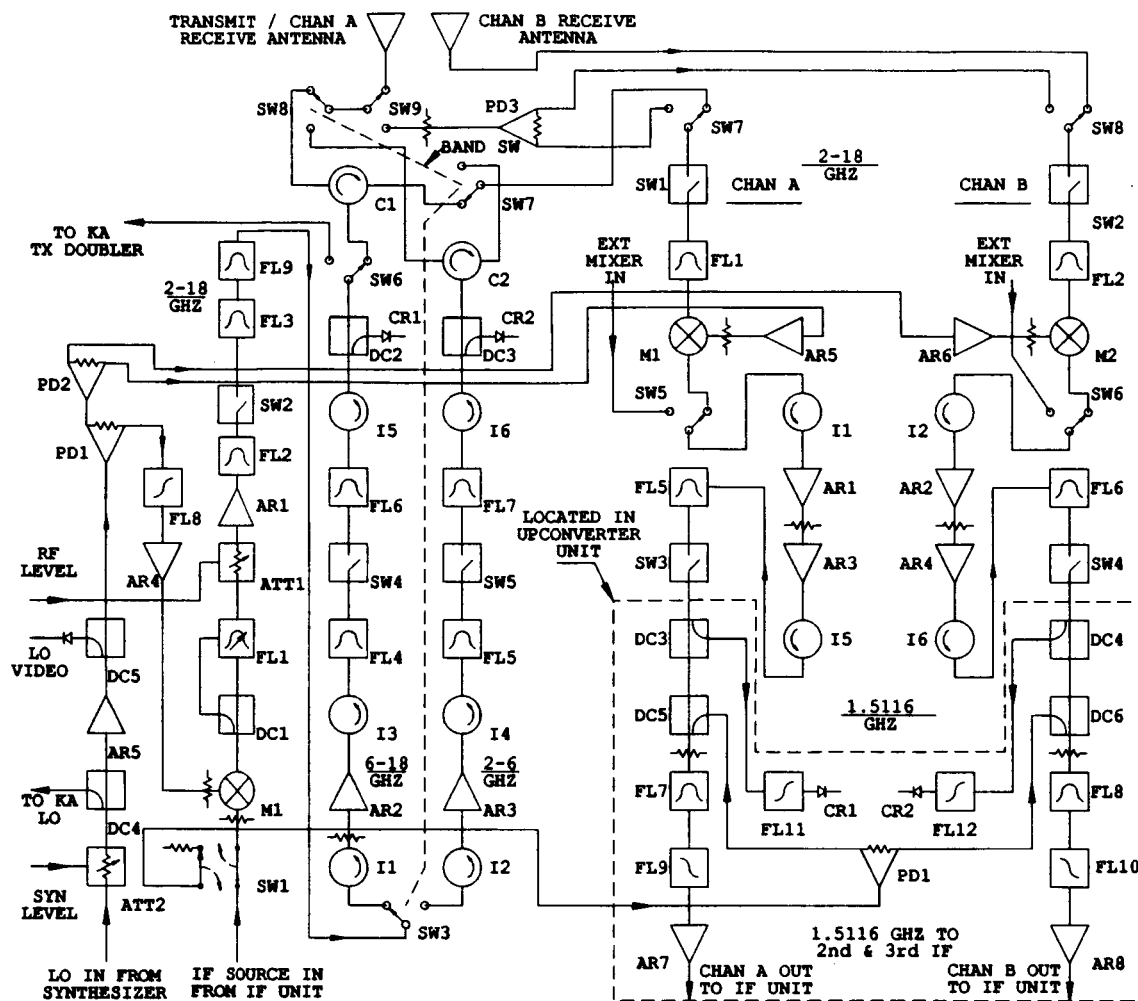 TRANSMIT / CHAN A
RECEIVE ANTENNA
CHAN B RECEIVE
ANTENNA
SW8
SW9
PD3
SW
BAND
SW7
SW7
SW8
2-18
GHZ
SW1
CHAN A
CHAN B
SW2
C1
C2
TO KA
TX DOUBLER
FL9
SW6
EXT
MIXER
IN
FL1
EXT
MIXER
IN
FL2
2-18
GHZ
FL3
CR1
DC2
CR2
DC3
M1
AR5
AR6
M2
PD2
SW2
SW5
SW6
PD1
I5
I6
I1
I2
FL8
FL2
FL6
FL7
FL5
AR1
AR2
FL6
LOCATED IN
UPCONVERTER
UNIT
AR1
RF
LEVEL
AR4
ATT1
SW4
SW5
SW3
AR3
AR4
SW4
LO
VIDEO
DC5
FL1
FL4
FL5
DC3
I5
I6
DC4
AR5
DC1
I3
I4
DC5
1.5116
GHZ
DC6
6-18
GHZ
2-6
GHZ
TO KA
LO
DC4
M1
AR2
AR3
FL7
CR1
CR2
FL8
FL11
FL12
SYN
LEVEL
ATT2
SW1
I1
I2
FL9
PD1
FL10
SW3
1.5116 GHZ TO
2nd & 3rd IF
AR7
AR8
LO IN FROM
SYNTHESIZER
IF SOURCE IN
FROM IF UNIT
CHAN A OUT
TO IF UNIT
CHAN B OUT
TO IF UNIT